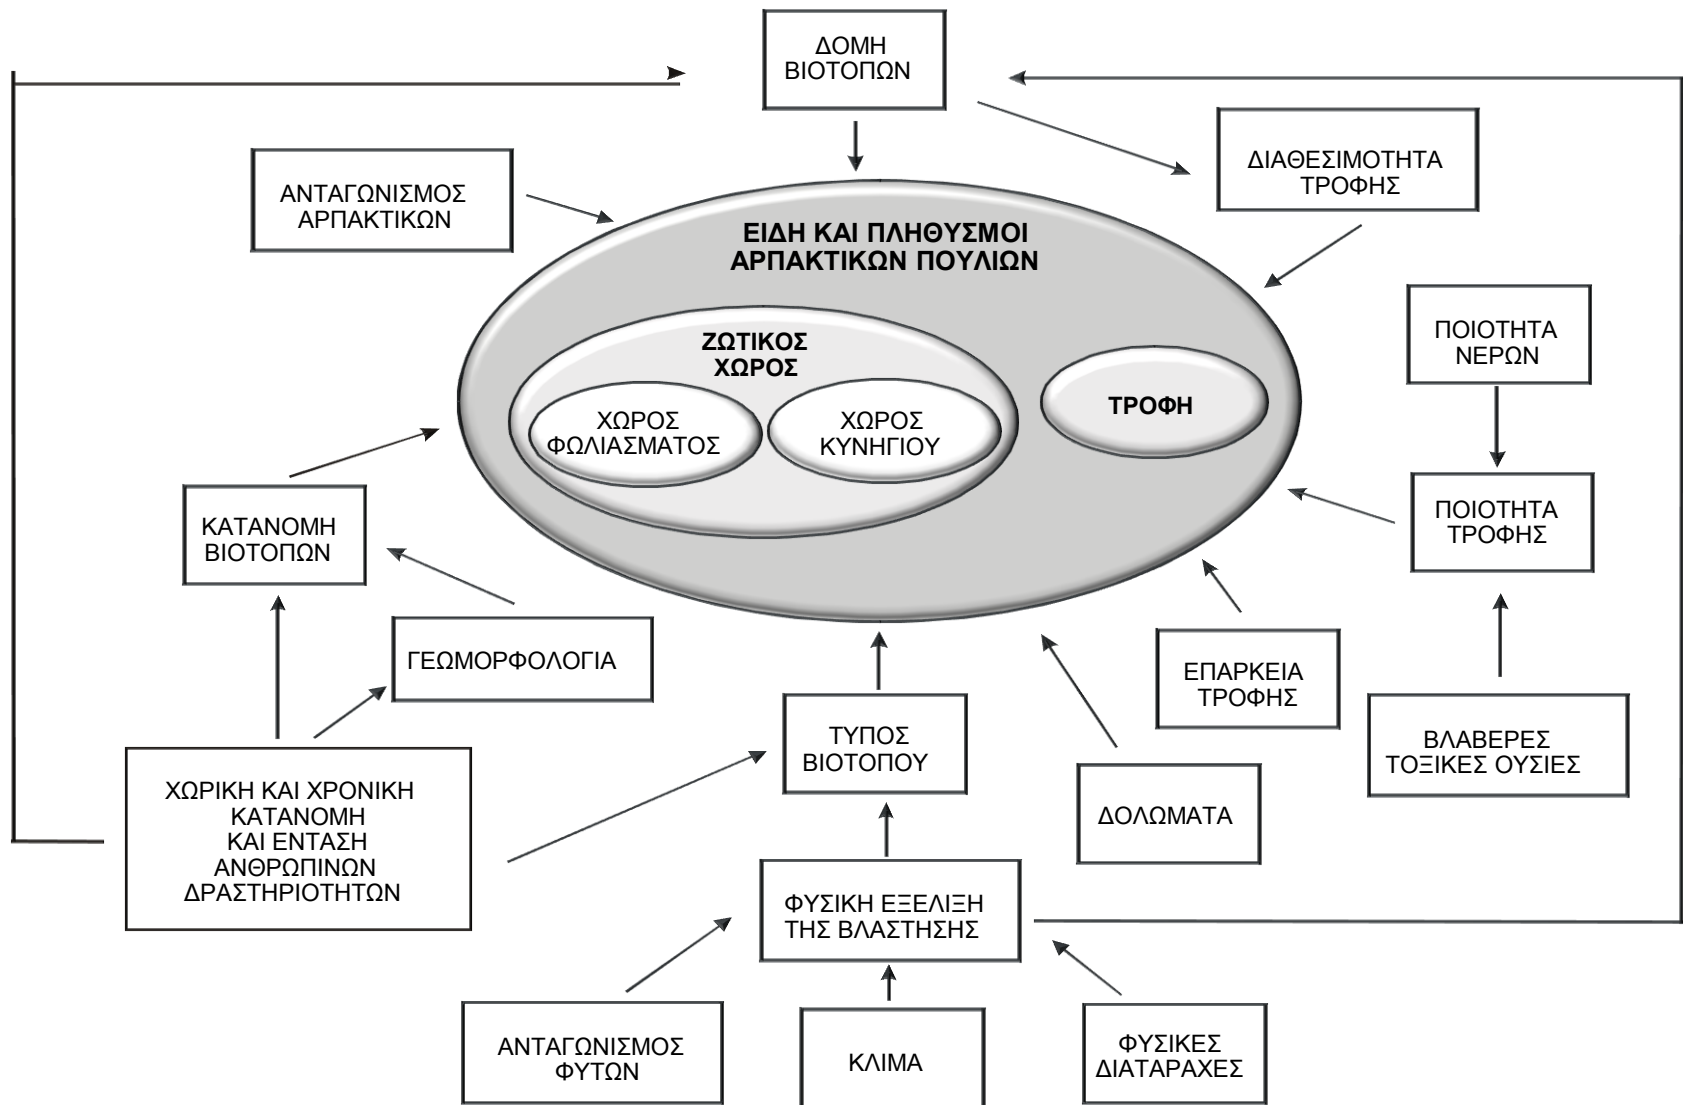 ΔΟΜΗ
ΒΙΟΤΟΠΩΝ
ΔΙΑΘΕΣΙΜΟΤΗΤΑ
ΤΡΟΦΗΣ
ΑΝΤΑΓΩΝΙΣΜΟΣ
ΑΡΠΑΚΤΙΚΩΝ
ΕΙΔΗ ΚΑΙ ΠΛΗΘΥΣΜΟΙ
ΑΡΠΑΚΤΙΚΩΝ ΠΟΥΛΙΩΝ
ΖΩΤΙΚΟΣ
ΧΩΡΟΣ
ΧΩΡΟΣ
ΦΩΛΙΑΣΜΑΤΟΣ
ΧΩΡΟΣ
ΚΥΝΗΓΙΟΥ
ΤΡΟΦΗ
ΠΟΙΟΤΗΤΑ
ΝΕΡΩΝ
ΠΟΙΟΤΗΤΑ
ΤΡΟΦΗΣ
ΚΑΤΑΝΟΜΗ
ΒΙΟΤΟΠΩΝ
ΓΕΩΜΟΡΦΟΛΟΓΙΑ
ΕΠΑΡΚΕΙΑ
ΤΡΟΦΗΣ
ΤΥΠΟΣ
ΒΙΟΤΟΠΟΥ
ΒΛΑΒΕΡΕΣ
ΤΟΞΙΚΕΣ ΟΥΣΙΕΣ
ΔΟΛΩΜΑΤΑ
ΧΩΡΙΚΗ ΚΑΙ ΧΡΟΝΙΚΗ
ΚΑΤΑΝΟΜΗ
ΚΑΙ ΕΝΤΑΣΗ
ΑΝΘΡΩΠΙΝΩΝ
ΔΡΑΣΤΗΡΙΟΤΗΤΩΝ
ΦΥΣΙΚΗ ΕΞΕΛΙΞΗ
ΤΗΣ ΒΛΑΣΤΗΣΗΣ
ΑΝΤΑΓΩΝΙΣΜΟΣ
ΦΥΤΩΝ
ΚΛΙΜΑ
ΦΥΣΙΚΕΣ
ΔΙΑΤΑΡΑΧΕΣ